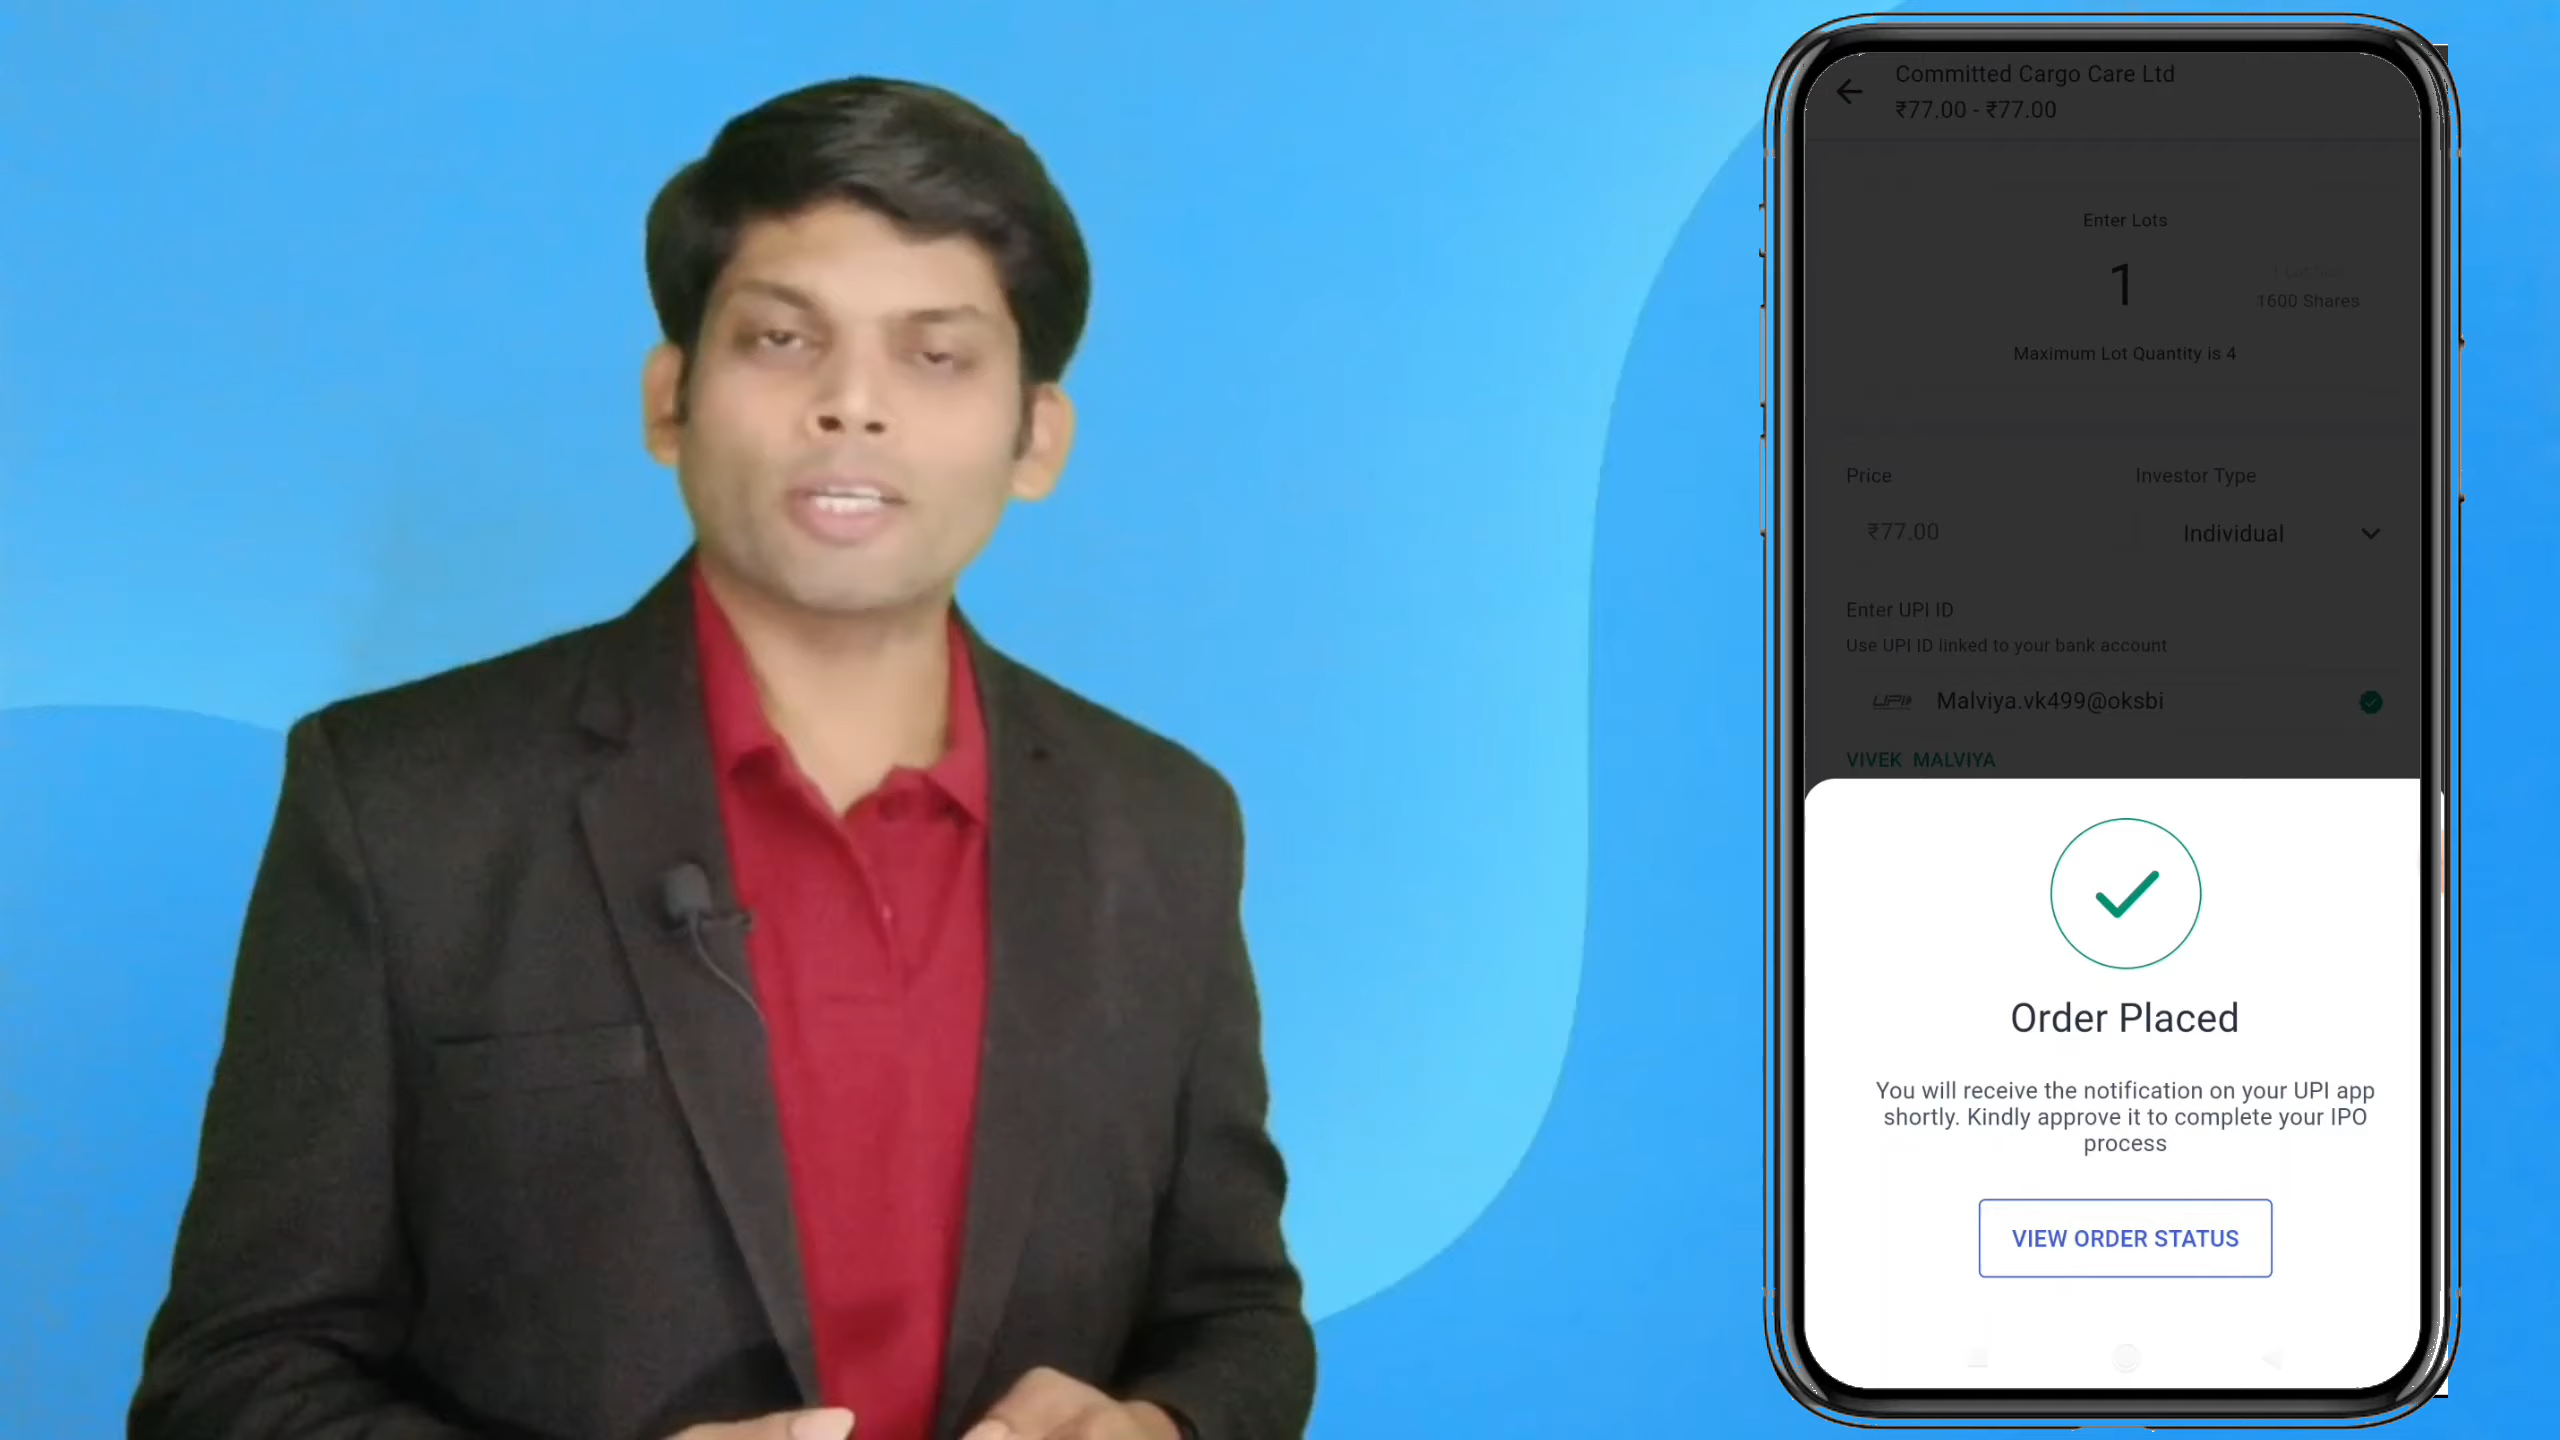 Committed Cargo Care Ltd
₹77.00 - ₹77.00
Enter Lots
1
1 Lot Size
1600 Shares
Maximum Lot Quantity is 4
Price
Investor Type
₹77.00
Individual
Enter UPI ID
Use UPI ID linked to your bank account
UPI
Malviya.vk499@oksbi
VIVEK MALVIYA
Order Placed
You will receive the notification on your UPI app
shortly. Kindly approve it to complete your IPO
process
VIEW ORDER STATUS